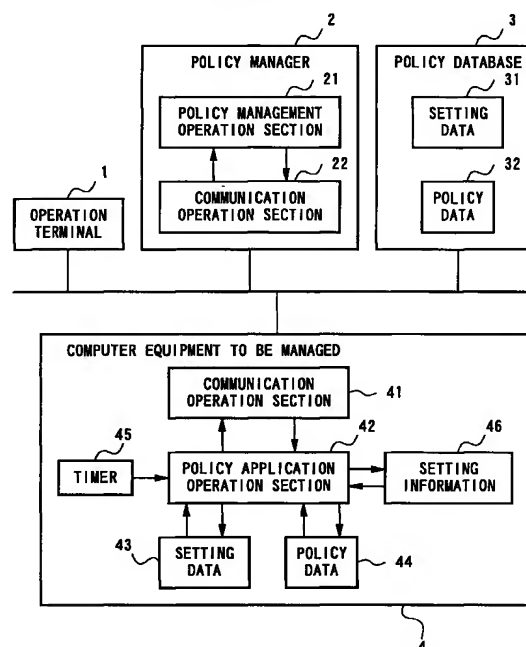 2
3
POLICY MANAGER
POLICY DATABASE
21
31
POLICY MANAGEMENT
OPERATION SECTION
SETTING
DATA
22
32
1
COMMUNICATION
OPERATION SECTION
POLICY
DATA
OPERATION
TERMINAL
COMPUTER EQUIPMENT TO BE MANAGED
COMMUNICATION
OPERATION SECTION
41
45
42
46
TIMER
POLICY APPLICATION
OPERATION SECTION
SETTING
INFORMATION
43
SETTING
DATA
POLICY
DATA
44
4